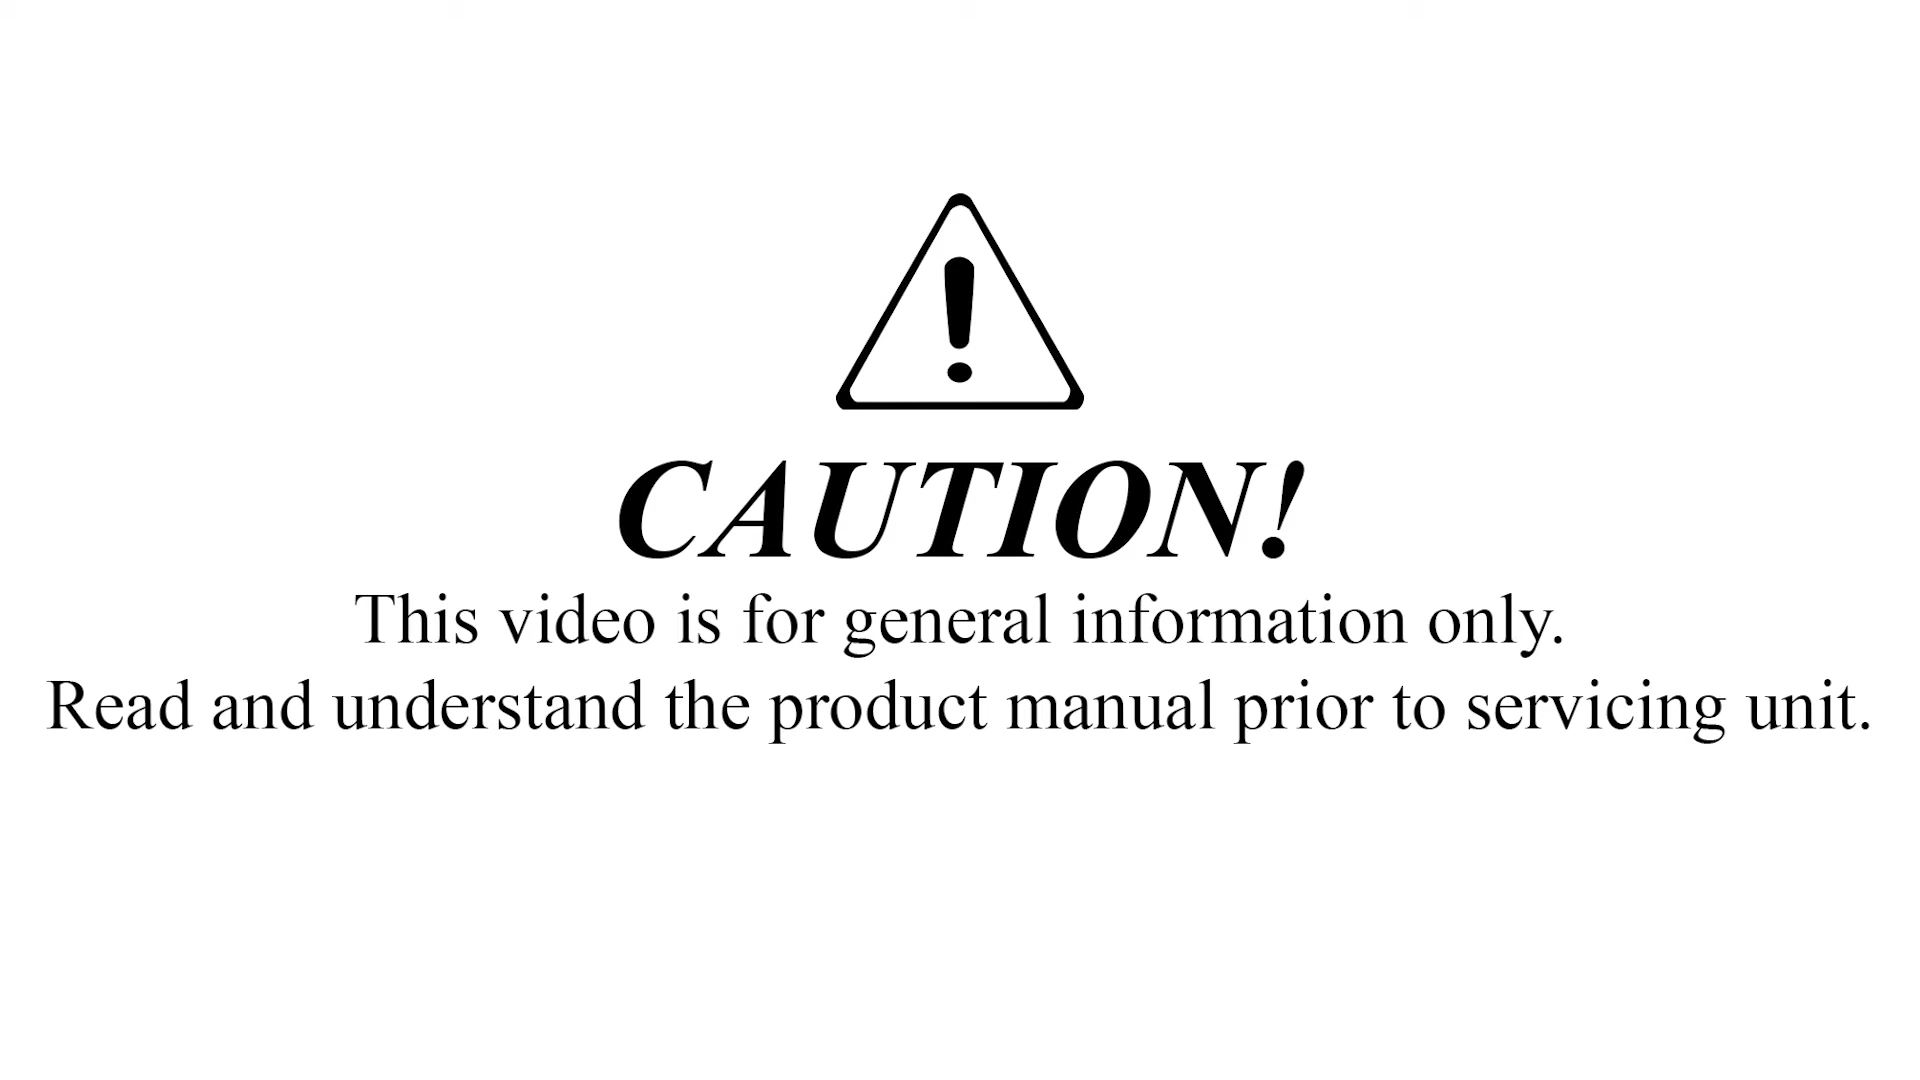 CAUTION!
This video is for general information only.
Read and understand the product manual prior to servicing unit.